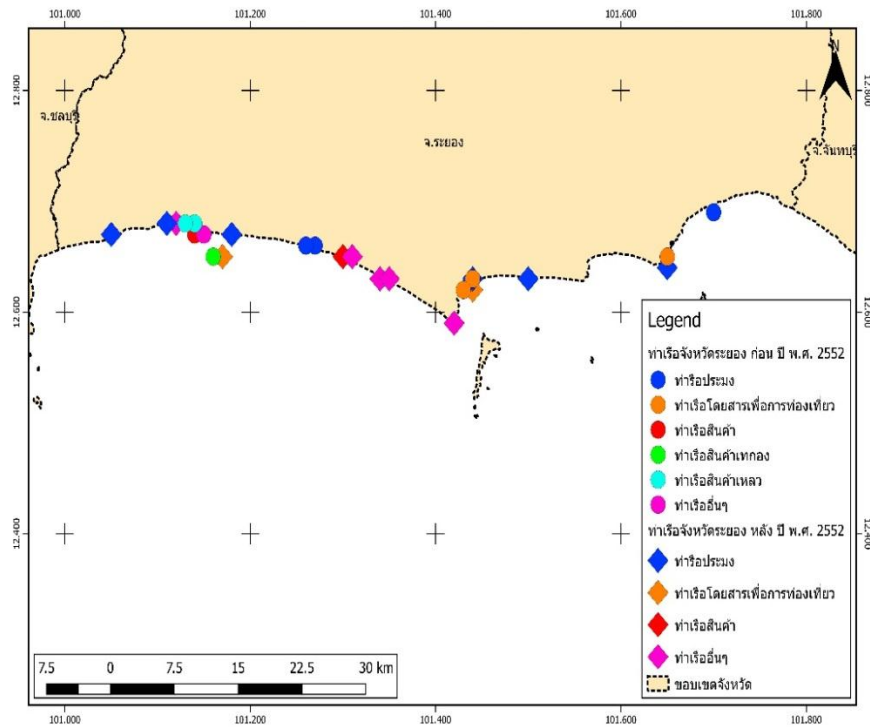 101.000 101.200 101.400 101.600 101.800
N
12.800 12.800
จ.ชลบุรี
จ.ระยอง
จ.จันทบุรี
12.600 12.600
Legend
ท่าเรือจังหวัดระยอง ก่อน ปี พ.ศ. 2552
ท่ารือประมง
ท่าเรือโดยสารเพื่อการท่องเที่ยว
ท่าเรือสินค้า
ท่าเรือสินค้าเทกอง
ท่าเรือสินค้าเหลว
ท่าเรืออื่นๆ
ท่าเรือจังหวัดระยอง หลัง ปี พ.ศ. 2552
ท่ารือประมง
ท่าเรือโดยสารเพื่อการท่องเที่ยว
ท่าเรือสินค้า
ท่าเรืออื่นๆ
ขอบเขตจังหวัด
12.400 12.400
7.5 0 7.5 15 22.5 30 km
101.000 101.200 101.400 101.600 101.800